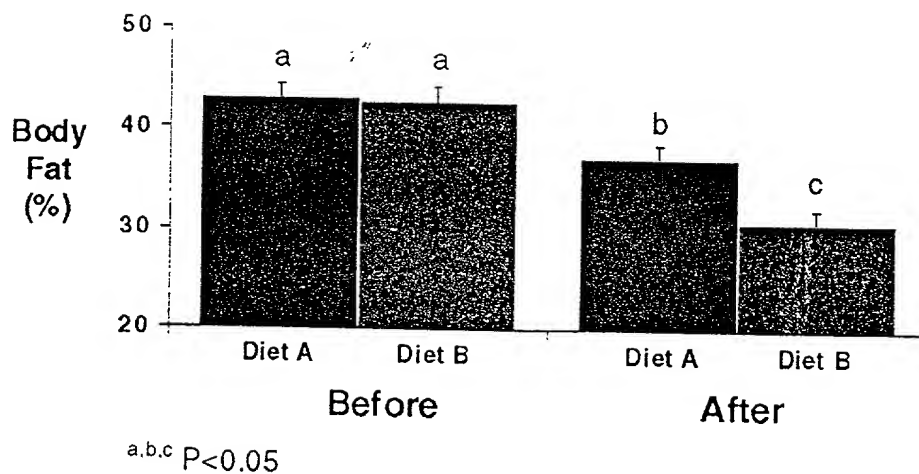 50
a
a
40
Body
Fat
(%)
b
c
30
20
Diet A
Diet B
Diet A
Diet B
Before
After
a,b,c P<0.05